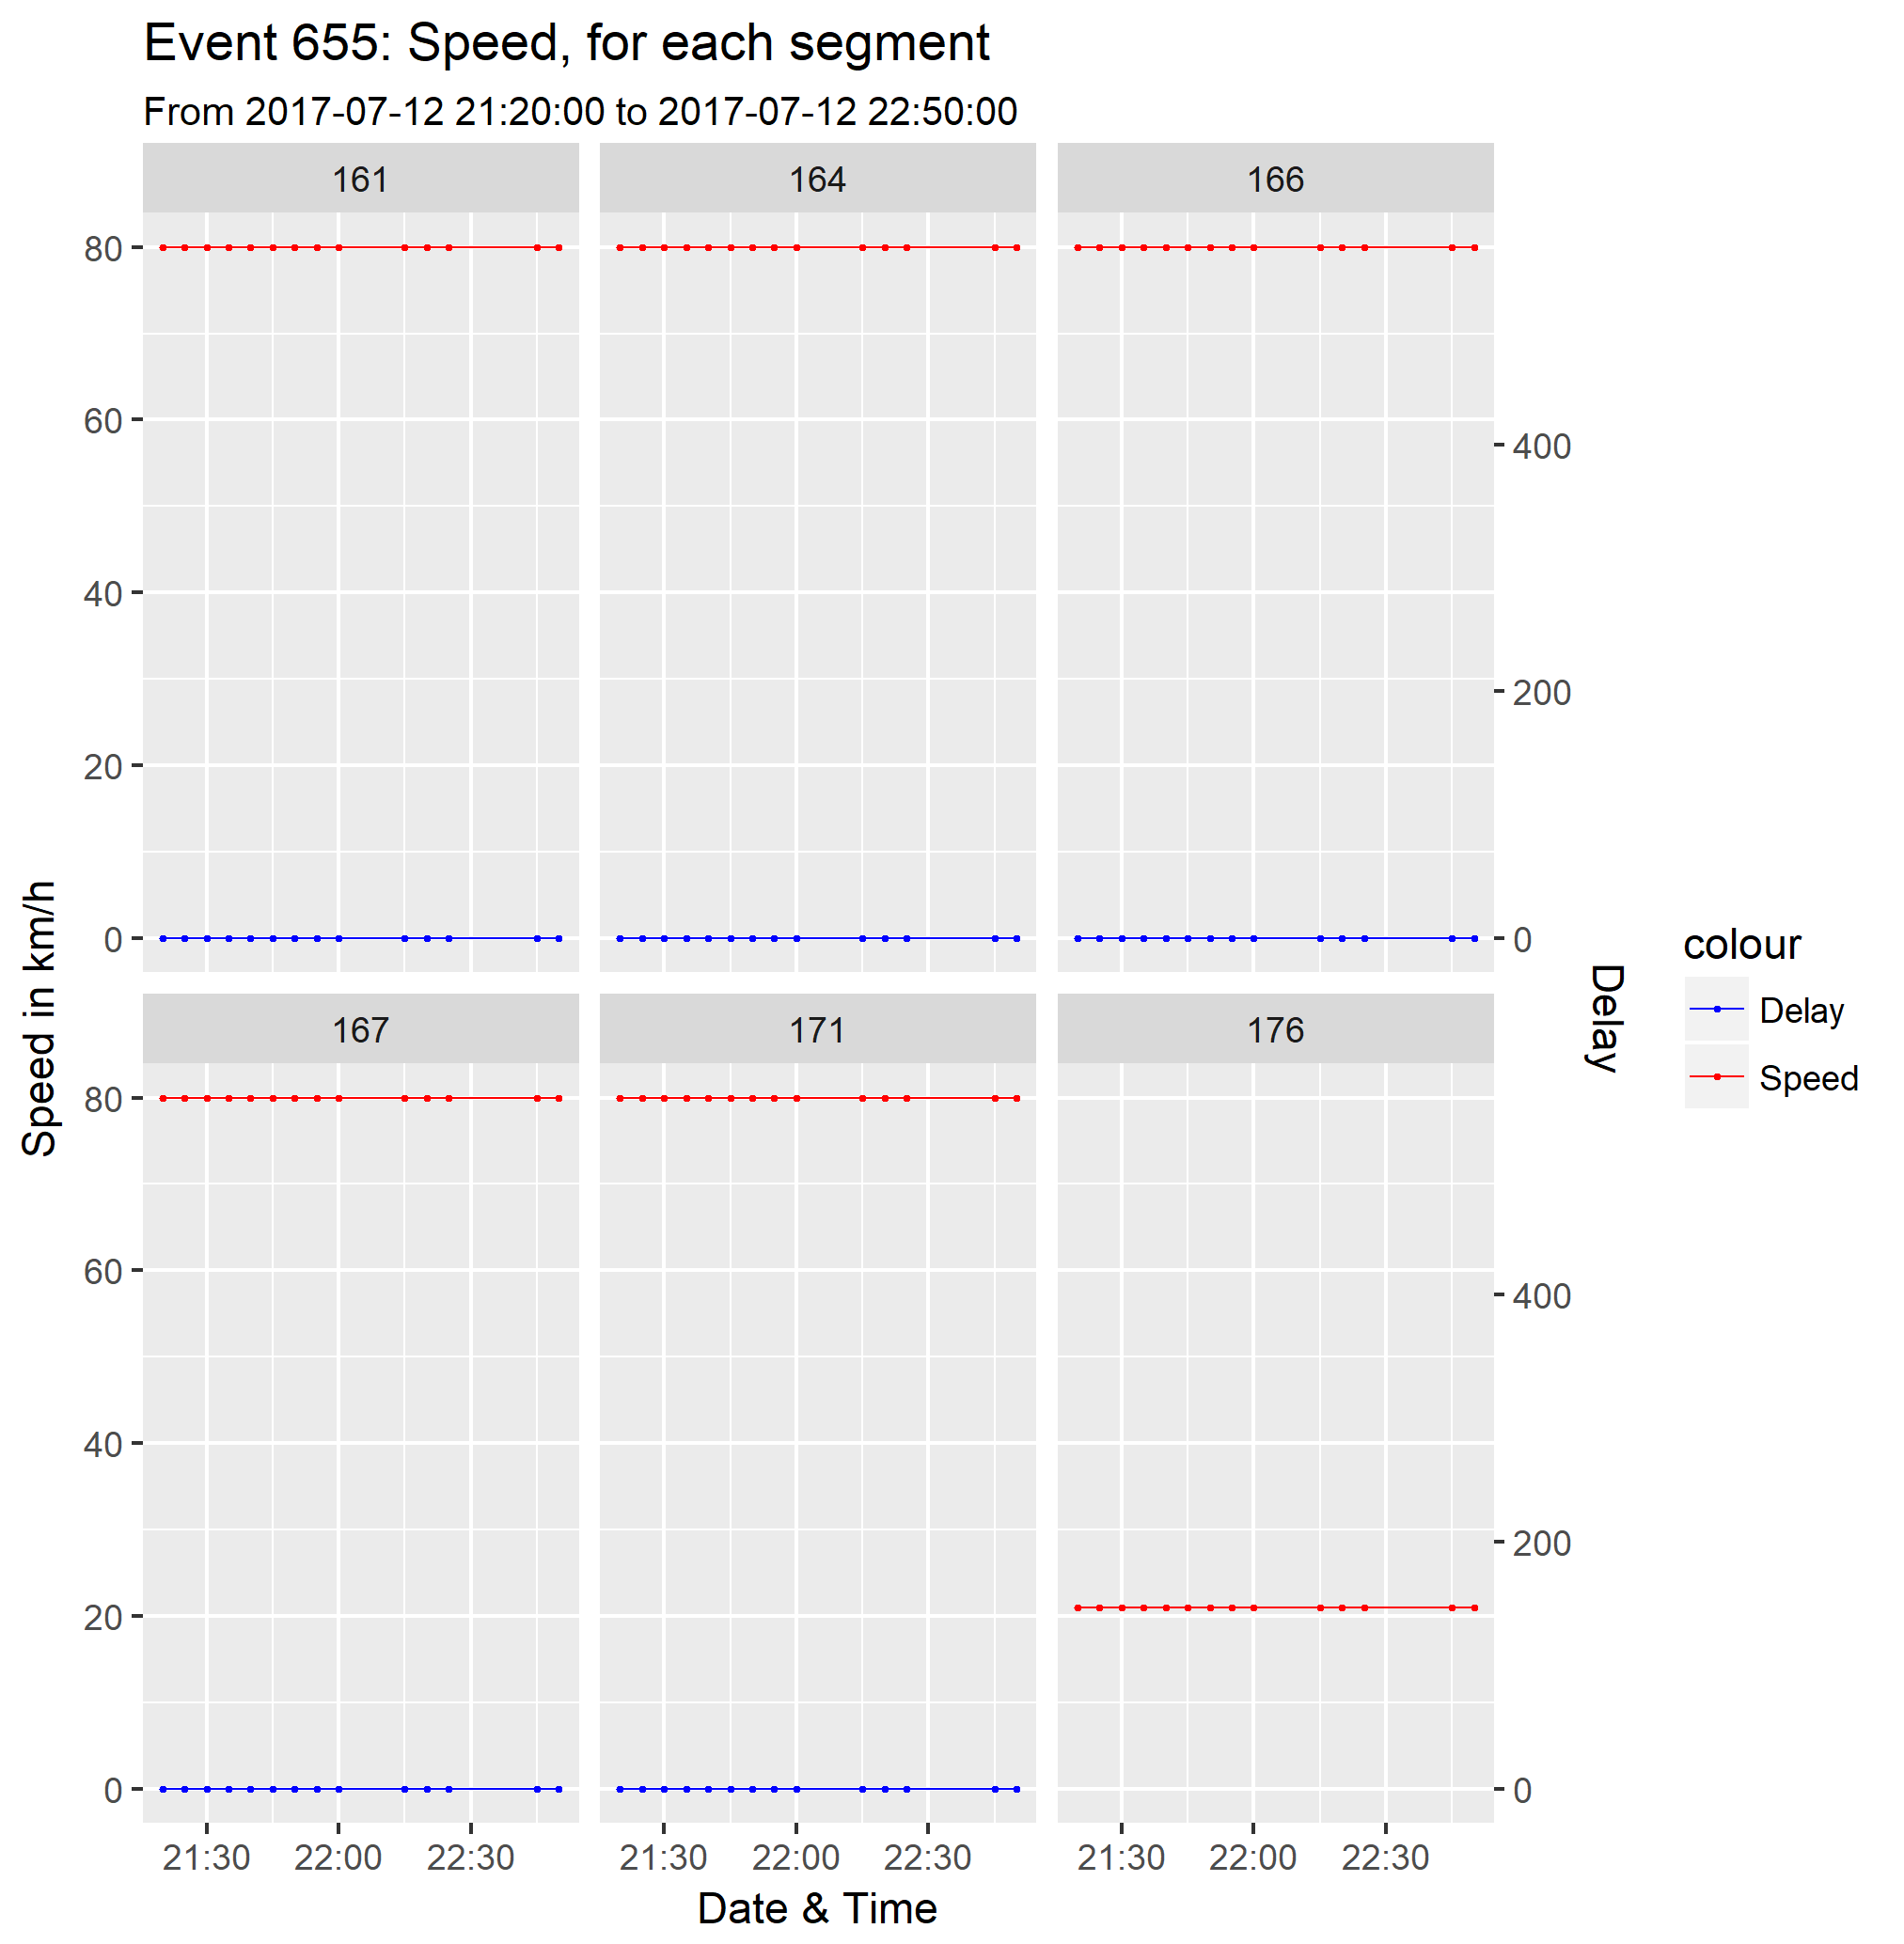 Event 655: Speed, for each segment
From 2017-07-12 21:20:00 to 2017-07-12 22:50:00
161 164 166
80
60
40
20
0
400
200
0
167 171 176
80
60
40
20
0
400
200
0
21:30 22:00 22:30 21:30 22:00 22:30 21:30 22:00 22:30
Date & Time
Speed in km/h
Delay
colour
Delay
Speed